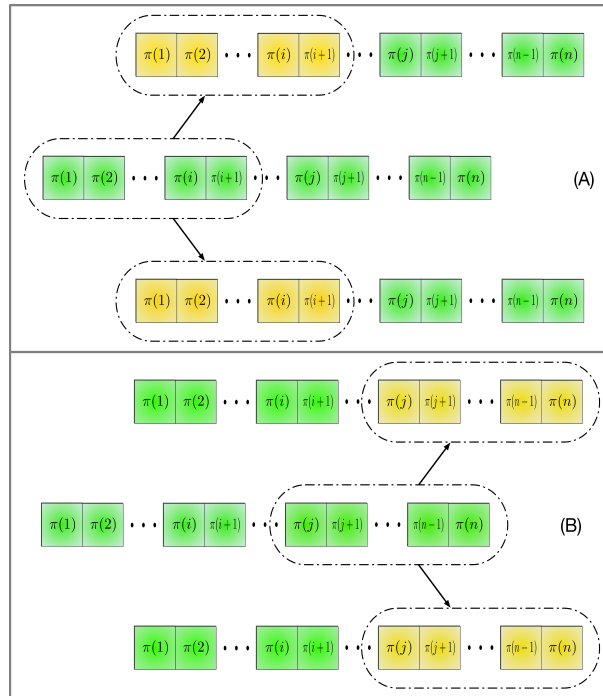 π(1) π(2) ··· π(i) π(i+1) ··· π(j) π(j+1) ··· π(n−1) π(n)
π(1) π(2) ··· π(i) π(i+1) ··· π(j) π(j+1) ··· π(n−1) π(n) (A)
π(1) π(2) ··· π(i) π(i+1) ··· π(j) π(j+1) ··· π(n−1) π(n)
π(1) π(2) ··· π(i) π(i+1) ··· π(j) π(j+1) ··· π(n−1) π(n)
π(1) π(2) ··· π(i) π(i+1) ··· π(j) π(j+1) ··· π(n−1) π(n) (B)
π(1) π(2) ··· π(i) π(i+1) ··· π(j) π(j+1) ··· π(n−1) π(n)